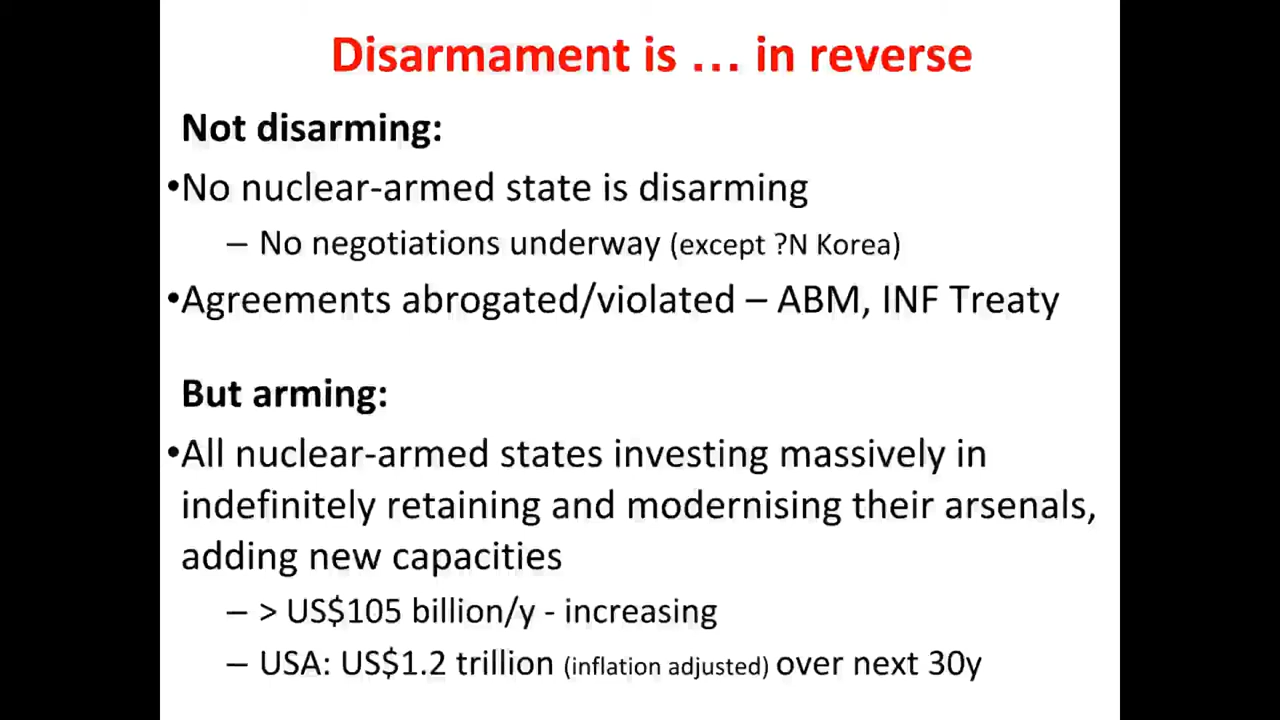 Disarmament is … in reverse
Not disarming:
•No nuclear-armed state is disarming
– No negotiations underway (except ?N Korea)
•Agreements abrogated/violated – ABM, INF Treaty
But arming:
•All nuclear-armed states investing massively in
indefinitely retaining and modernising their arsenals,
adding new capacities
– > US$105 billion/y - increasing
– USA: US$1.2 trillion (inflation adjusted) over next 30y